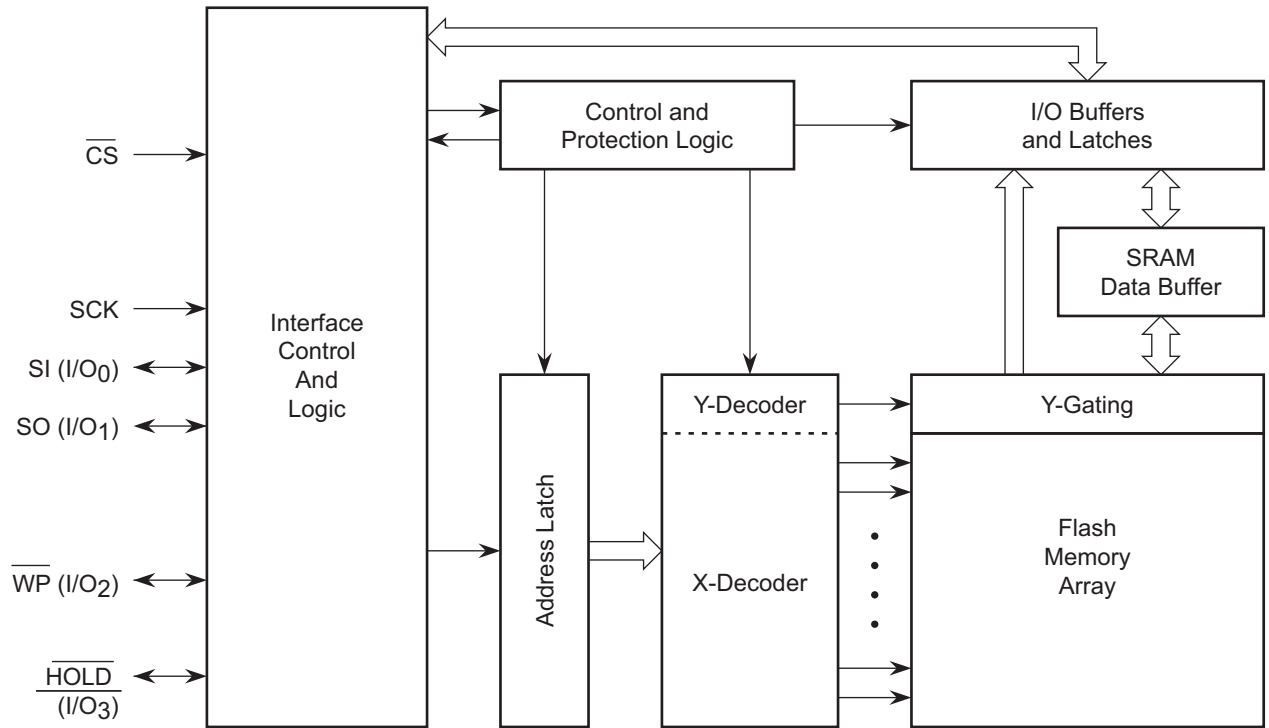 CS
SCK
SI (I/O0)
SO (I/O1)
WP (I/O2)
HOLD
(I/O3)
Interface
Control
And
Logic
Control and
Protection Logic
I/O Buffers
and Latches
SRAM
Data Buffer
Address Latch
Y-Decoder
X-Decoder
Y-Gating
Flash
Memory
Array